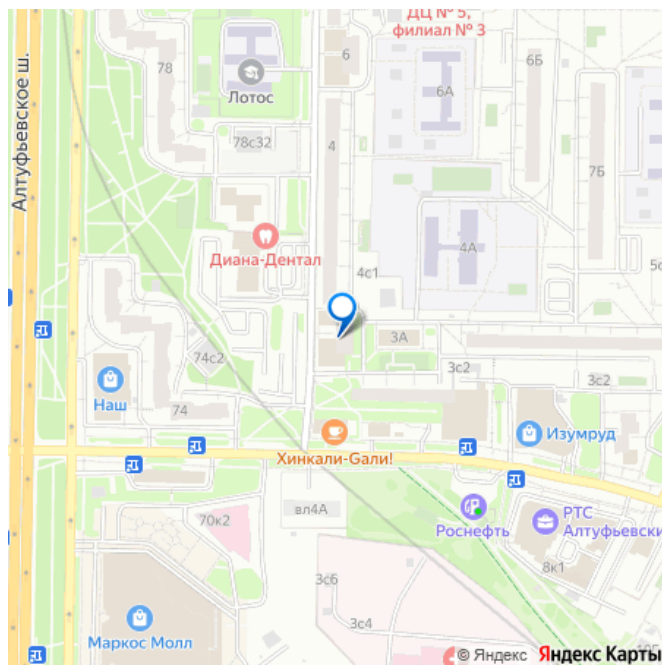 ДЦ № 5,
филиал № 3
78
6
6Б
Лотос
6А
78с32
4
7Б
Алтуфьевское ш.
4А
Диана-Дентал
4с1
5с
3А
74с2
3с2
3с2
Наш
74
Изумруд
Хинкали-Gали!
70к2
вл4А
Роснефть
РТС
Алтуфьевски
8к1
3с6
3с4
Маркос Молл
© Яндекс Яндекс Карты